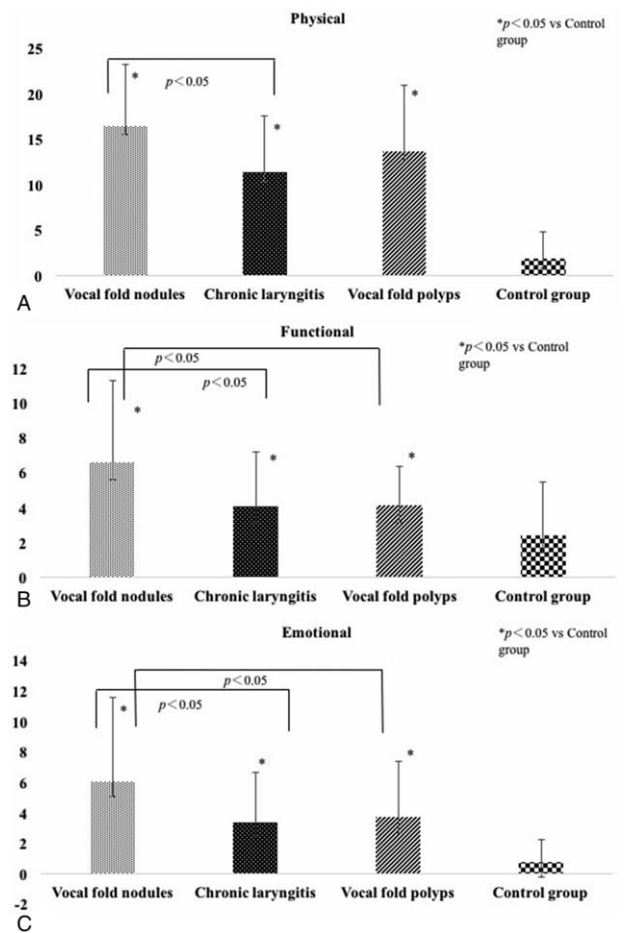 Physical
*p<0.05 vs Control
group
25
20
15
10
5
0
p<0.05
*
*
*
Vocal fold nodules
Chronic laryngitis
Vocal fold polyps
Control group
A
Functional
*p<0.05 vs Control
group
12
10
8
6
4
2
0
p<0.05
p<0.05
*
*
*
Vocal fold nodules
Chronic laryngitis
Vocal fold polyps
Control group
B
Emotional
*p<0.05 vs Control
group
14
12
10
8
6
4
2
0
-2
p<0.05
p<0.05
*
*
*
Vocal fold nodules
Chronic laryngitis
Vocal fold polyps
Control group
C